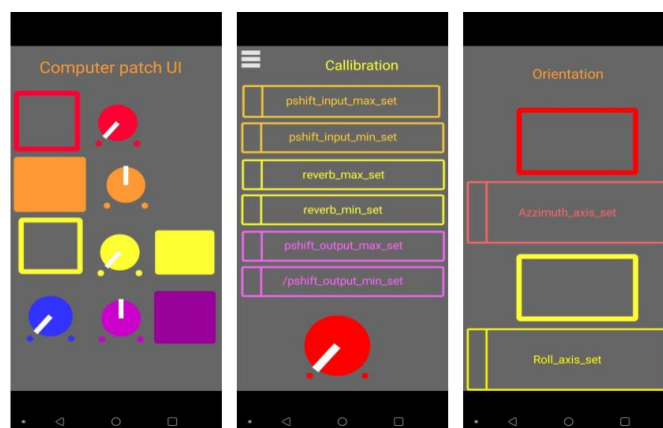 Computer patch UI
Callibration
pshift_input_max_set
pshift_input_min_set
reverb_max_set
reverb_min_set
pshift_output_max_set
/pshift_output_min_set
Orientation
Azzimuth_axis_set
Roll_axis_set